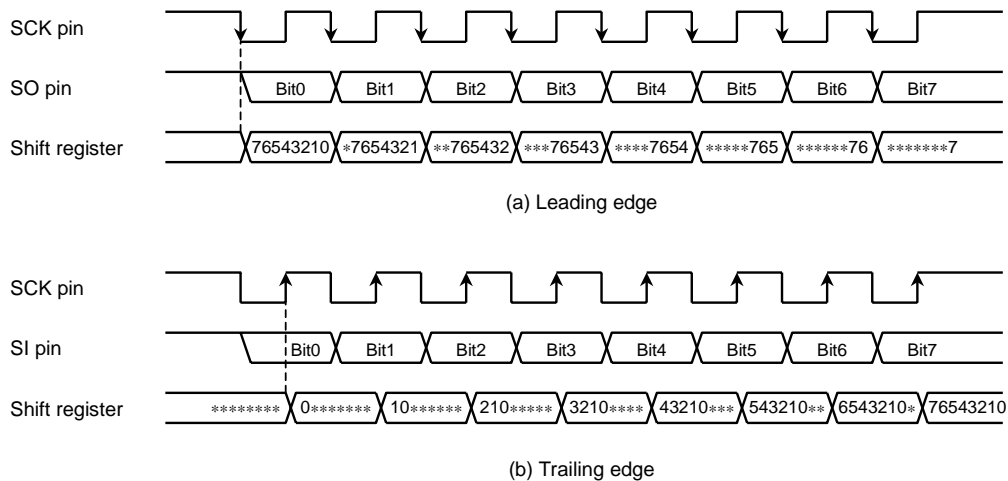 SCK pin
SO pin Bit0 Bit1 Bit2 Bit3 Bit4 Bit5 Bit6 Bit7
Shift register 76543210 *7654321 **765432 ***76543 ****7654 *****765 ******76 *******7
(a) Leading edge
SCK pin
SI pin Bit0 Bit1 Bit2 Bit3 Bit4 Bit5 Bit6 Bit7
Shift register ******** 0******* 10****** 210***** 3210**** 43210*** 543210** 6543210* 76543210
(b) Trailing edge